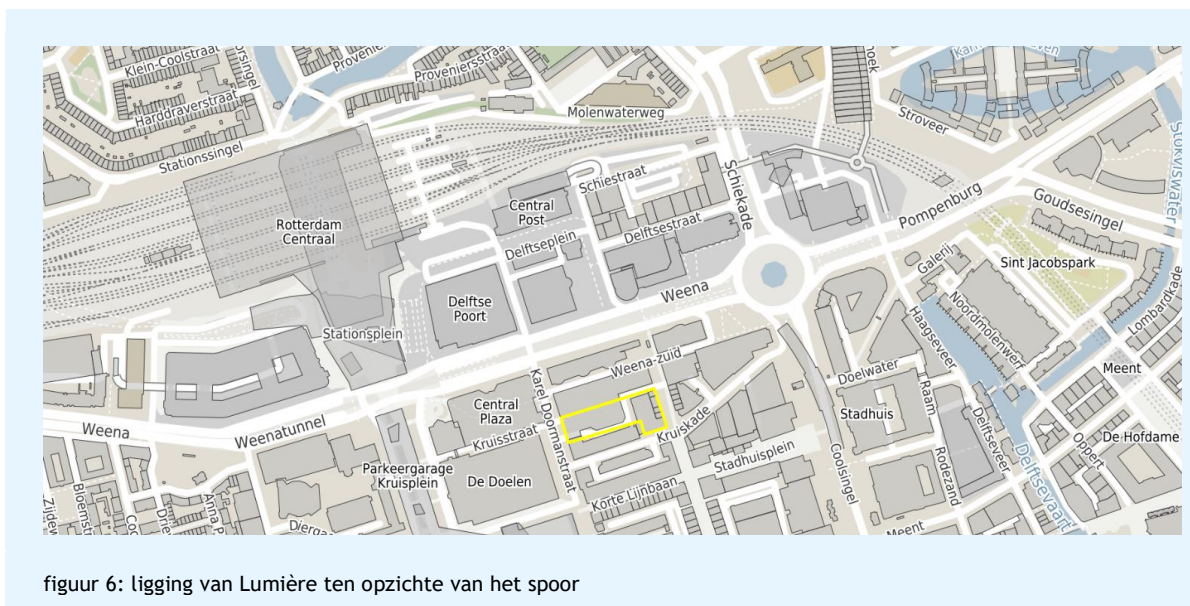 Klein-Coolstraat
Harddraverstraat
Stationssingel
Proveniersstraat
Molenwaterweg
Stroveer
Schiestraat
Schiekade
Pompenburg
Goudsesingel
Central
Post
Rotterdam
Centraal
Delftseplein
Delftsestraat
Galerij
Sint Jacobspark
Weena
Delftse
Poort
Stationsplein
Noordmolenwerf
Lombardkade
Haagseveer
Weena-zuid
Doelwater
Meent
Karel Doormanstraat
Central
Plaza
Raam
Stadhuis
Weena
Weenatunnel
Kruisstraat
Kruiskade
Delftseveer
Oppert
De Hofdame
Parkeergarage
Kruisplein
De Doelen
Stadhuisplein
Coolsingel
Rodezand
Delftsevaart
Korte Lijnbaan
Meent
figuur 6: ligging van Lumière ten opzichte van het spoor